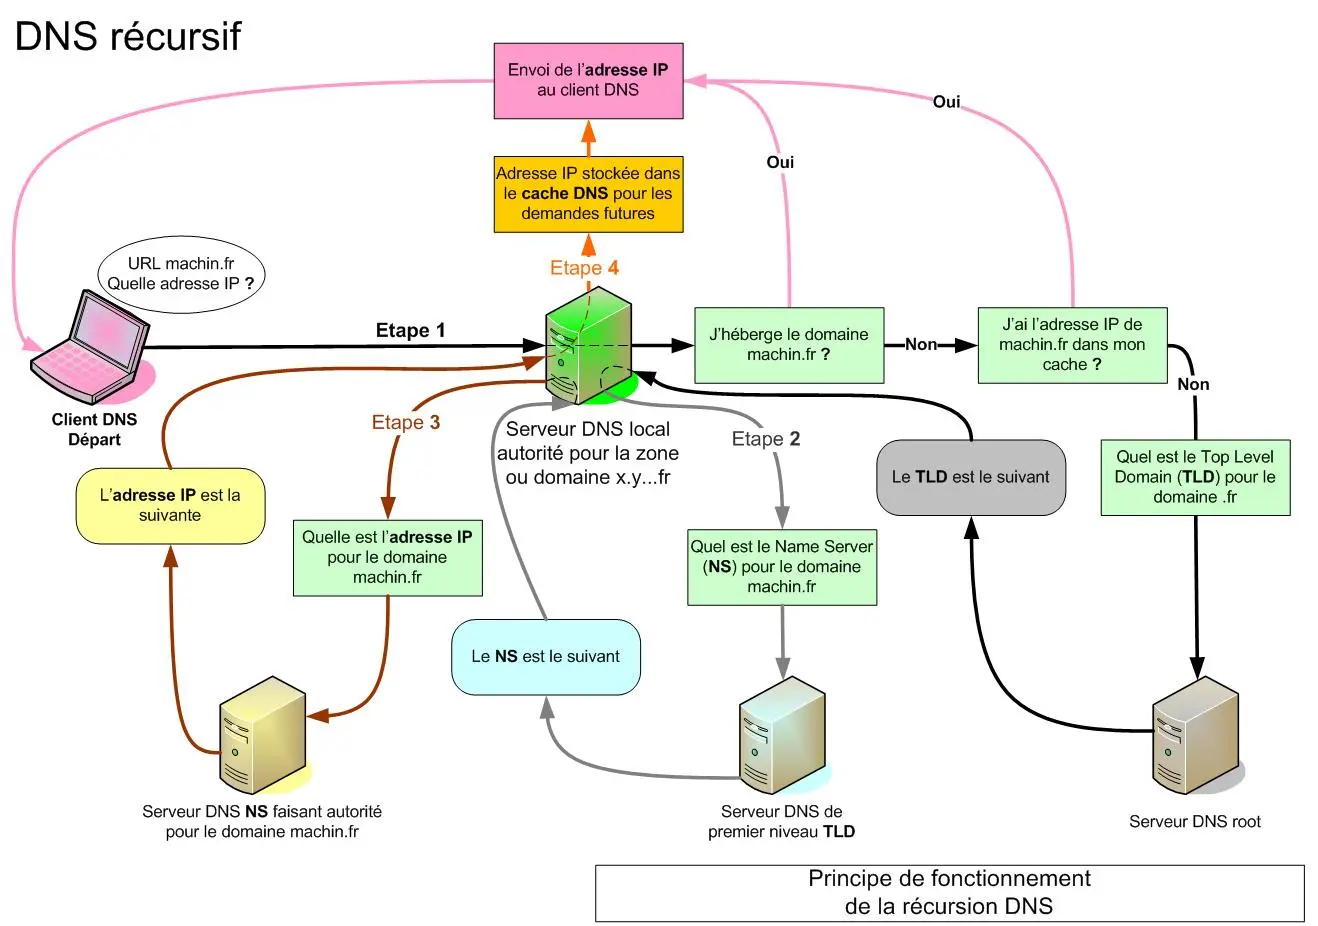 DNS récursif
Envoi de l'adresse IP
au client DNS
Oui
Oui
Adresse IP stockée dans
le cache DNS pour les
demandes futures
URL machin.fr
Quelle adresse IP ?
Etape 4
Etape 1
J'héberge le domaine
machin.fr ?
Non
J'ai l'adresse IP de
machin.fr dans mon
cache ?
Non
Client DNS
Départ
Etape 3
Serveur DNS local
autorité pour la zone
ou domaine x.y...fr
Etape 2
L'adresse IP est la
suivante
Quelle est l'adresse IP
pour le domaine
machin.fr
Quel est le Name Server
(NS) pour le domaine
machin.fr
Le TLD est le suivant
Quel est le Top Level
Domain (TLD) pour le
domaine .fr
Le NS est le suivant
Serveur DNS NS faisant autorité
pour le domaine machin.fr
Serveur DNS de
premier niveau TLD
Serveur DNS root
Principe de fonctionnement
de la récursion DNS